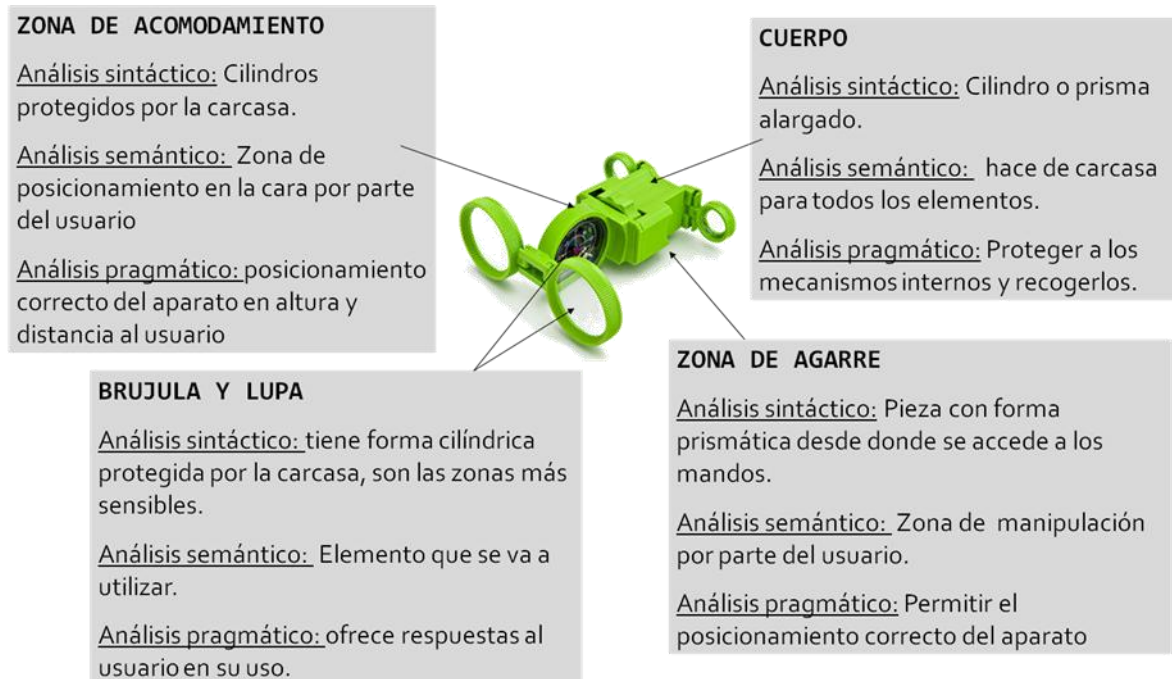 ZONA DE ACOMODAMIENTO
Análisis sintáctico: Cilindros
protegidos por la carcasa.
Análisis semántico: Zona de
posicionamiento en la cara por parte
del usuario
Análisis pragmático: posicionamiento
correcto del aparato en altura y
distancia al usuario
CUERPO
Análisis sintáctico: Cilindro o prisma
alargado.
Análisis semántico: hace de carcasa
para todos los elementos.
Análisis pragmático: Proteger a los
mecanismos internos y recogerlos.
BRUJULA Y LUPA
Análisis sintáctico: tiene forma cilíndrica
protegida por la carcasa, son las zonas más
sensibles.
Análisis semántico: Elemento que se va a
utilizar.
Análisis pragmático: ofrece respuestas al
usuario en su uso.
ZONA DE AGARRE
Análisis sintáctico: Pieza con forma
prismática desde donde se accede a los
mandos.
Análisis semántico: Zona de manipulación
por parte del usuario.
Análisis pragmático: Permitir el
posicionamiento correcto del aparato